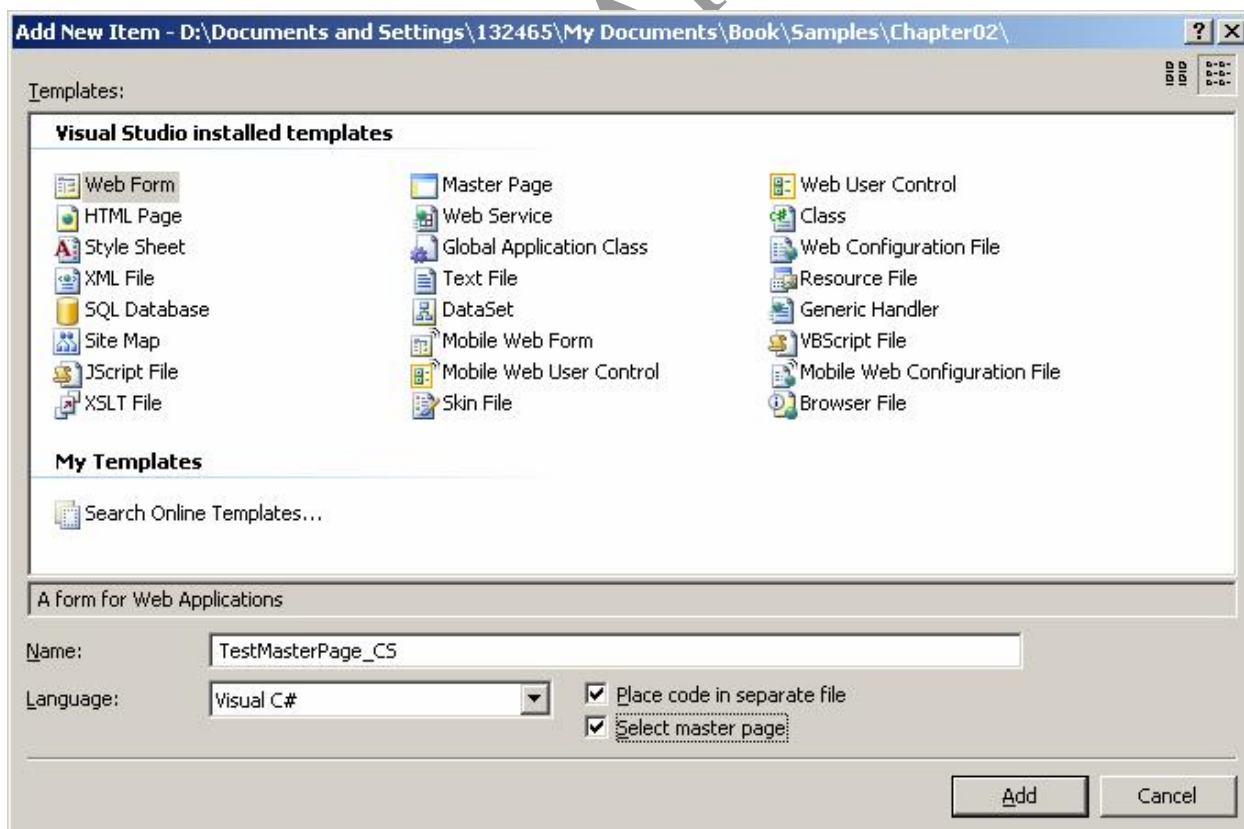 Add New Item - D:\Documents and Settings\132465\My Documents\Book\Samples\Chapter02\
Templates:
Visual Studio installed templates
Web Form
Master Page
Web User Control
HTML Page
Web Service
Class
Style Sheet
Global Application Class
Web Configuration File
XML File
Text File
Resource File
SQL Database
DataSet
Generic Handler
Site Map
Mobile Web Form
VBScript File
JScript File
Mobile Web User Control
Mobile Web Configuration File
XSLT File
Skin File
Browser File
My Templates
Search Online Templates...
A form for Web Applications
Name: TestMasterPage_CS
Language: Visual C# Place code in separate file
Select master page
Add Cancel